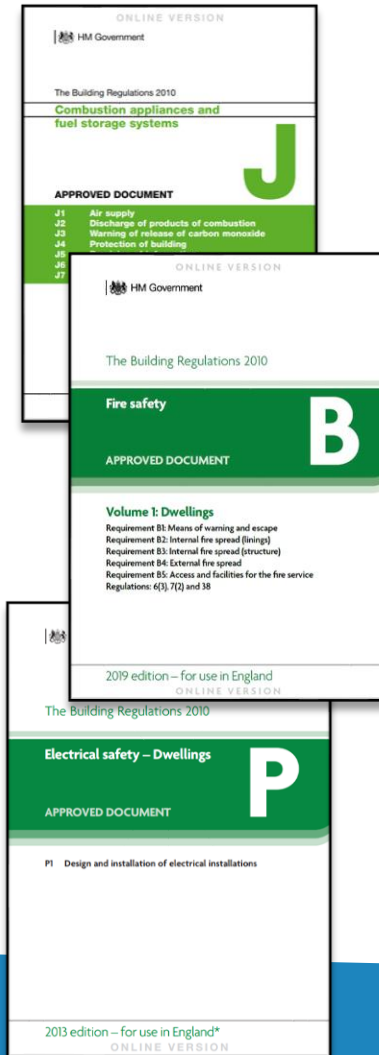 ONLINE VERSION
HM Government
The Building Regulations 2010
Combustion appliances and
fuel storage systems
J
APPROVED DOCUMENT
J1 Air supply
J2 Discharge of products of combustion
J3 Warning of release of carbon monoxide
J4 Protection of building
J5
J6
J7
ONLINE VERSION
HM Government
The Building Regulations 2010
Fire safety
B
APPROVED DOCUMENT
Volume 1: Dwellings
Requirement B1: Means of warning and escape
Requirement B2: Internal fire spread (linings)
Requirement B3: Internal fire spread (structure)
Requirement B4: External fire spread
Requirement B5: Access and facilities for the fire service
Regulations: 6(3), 7(2) and 38
2019 edition – for use in England
ONLINE VERSION
The Building Regulations 2010
Electrical safety – Dwellings
P
APPROVED DOCUMENT
P1 Design and installation of electrical installations
2013 edition – for use in England*
ONLINE VERSION